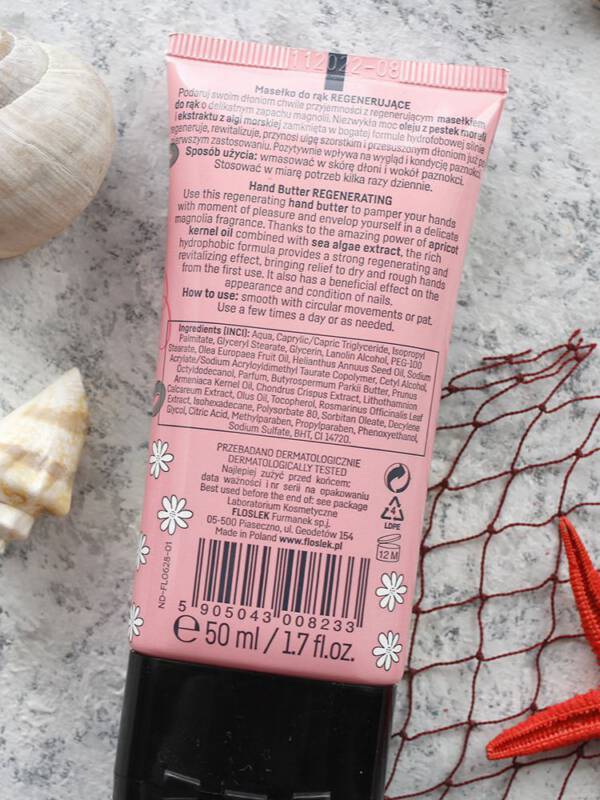 112022-08
Masełko do rąk REGENERUJĄCE
Podaruj swoim dłoniom chwile przyjemności z regenerującym masełkiem
do rąk o delikatnym zapachu magnolii. Niezwykła moc oleju z pestek moreli
i ekstraktu z algi morskiej zamknięta w bogatej formule hydrofobowej silnie
regeneruje, rewitalizuje, przynosi ulgę szorstkim i przesuszonym dłoniom już po
pierwszym zastosowaniu. Pozytywnie wpływa na wygląd i kondycję paznokci.
Sposób użycia: wmasować w skórę dłoni i wokół paznokci.
Stosować w miarę potrzeb kilka razy dziennie.
Hand Butter REGENERATING
Use this regenerating hand butter to pamper your hands
with moment of pleasure and envelop yourself in a delicate
magnolia fragrance. Thanks to the amazing power of apricot
kernel oil combined with sea algae extract, the rich
hydrophobic formula provides a strong regenerating and
revitalizing effect, bringing relief to dry and rough hands
from the first use. It also has a beneficial effect on the
appearance and condition of nails.
How to use: smooth with circular movements or pat.
Use a few times a day or as needed.
Ingredients (INCI): Aqua, Caprylic/Capric Triglyceride, Isopropyl
Palmitate, Glyceryl Stearate, Glycerin, Lanolin Alcohol, PEG-100
Stearate, Olea Europaea Fruit Oil, Helianthus Annuus Seed Oil, Sodium
Acrylate/Sodium Acryloyldimethyl Taurate Copolymer, Cetyl Alcohol,
Octyldodecanol, Parfum, Butyrospermum Parkii Butter, Prunus
Armeniaca Kernel Oil, Chondrus Crispus Extract, Lithothamnion
Calcareum Extract, Olus Oil, Tocopherol, Rosmarinus Officinalis Leaf
Extract, Isohexadecane, Polysorbate 80, Sorbitan Oleate, Decylene
Glycol, Citric Acid, Methylparaben, Propylparaben, Phenoxyethanol,
Sodium Sulfate, BHT, CI 14720.
PRZEBADANO DERMATOLOGICZNIE
DERMATOLOGICALLY TESTED
Najlepiej zużyć przed końcem:
data ważności i nr serii na opakowaniu
Best used before the end of: see package
Laboratorium Kosmetyczne
FLOSLEK Furmanek sp.j.
05-500 Piaseczno, ul. Geodetów 154
Made in Poland www.floslek.pl
4
LDPE
12 M
ND-FL0628-01
5 905043 008233
e 50 ml / 1.7 fl.oz.